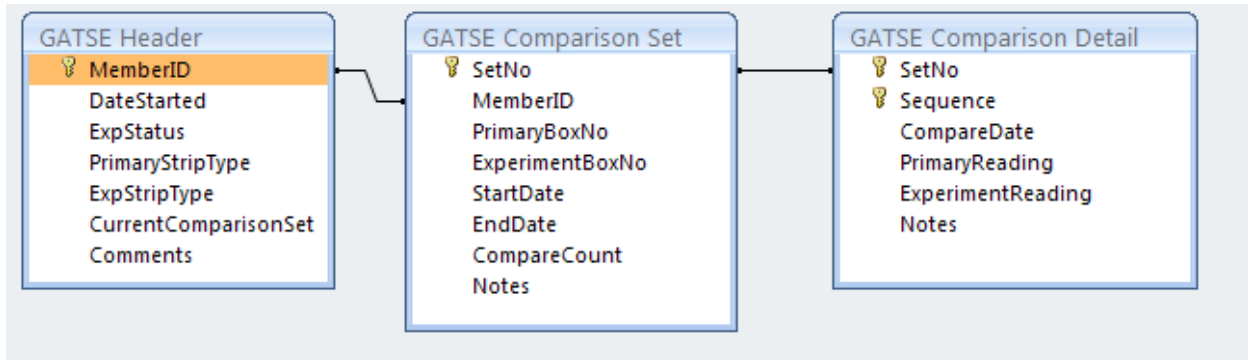 GATSE Header
MemberID
DateStarted
ExpStatus
PrimaryStripType
ExpStripType
CurrentComparisonSet
Comments
GATSE Comparison Set
SetNo
MemberID
PrimaryBoxNo
ExperimentBoxNo
StartDate
EndDate
CompareCount
Notes
GATSE Comparison Detail
SetNo
Sequence
CompareDate
PrimaryReading
ExperimentReading
Notes